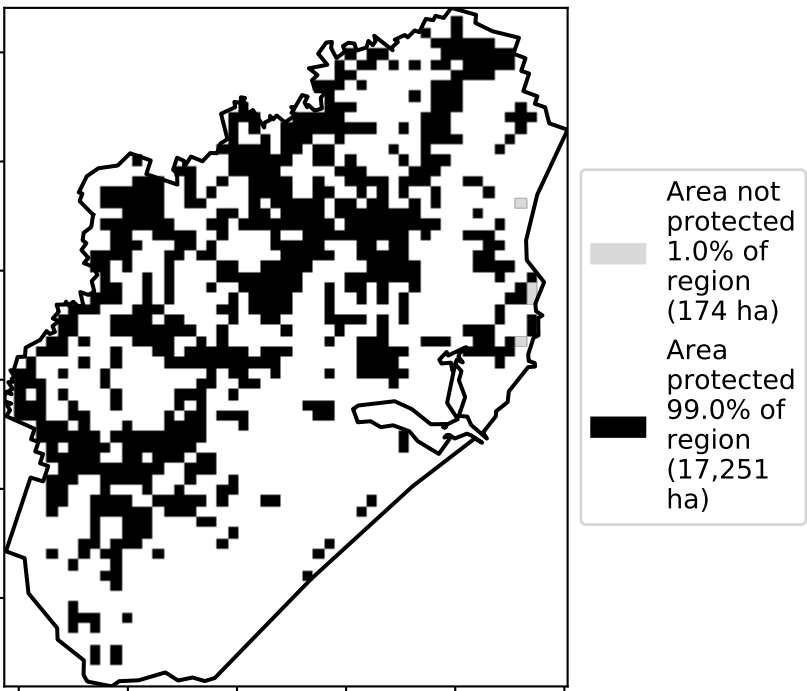 Area not
protected
1.0% of
region
(174 ha)
Area
protected
99.0% of
region
(17,251
ha)